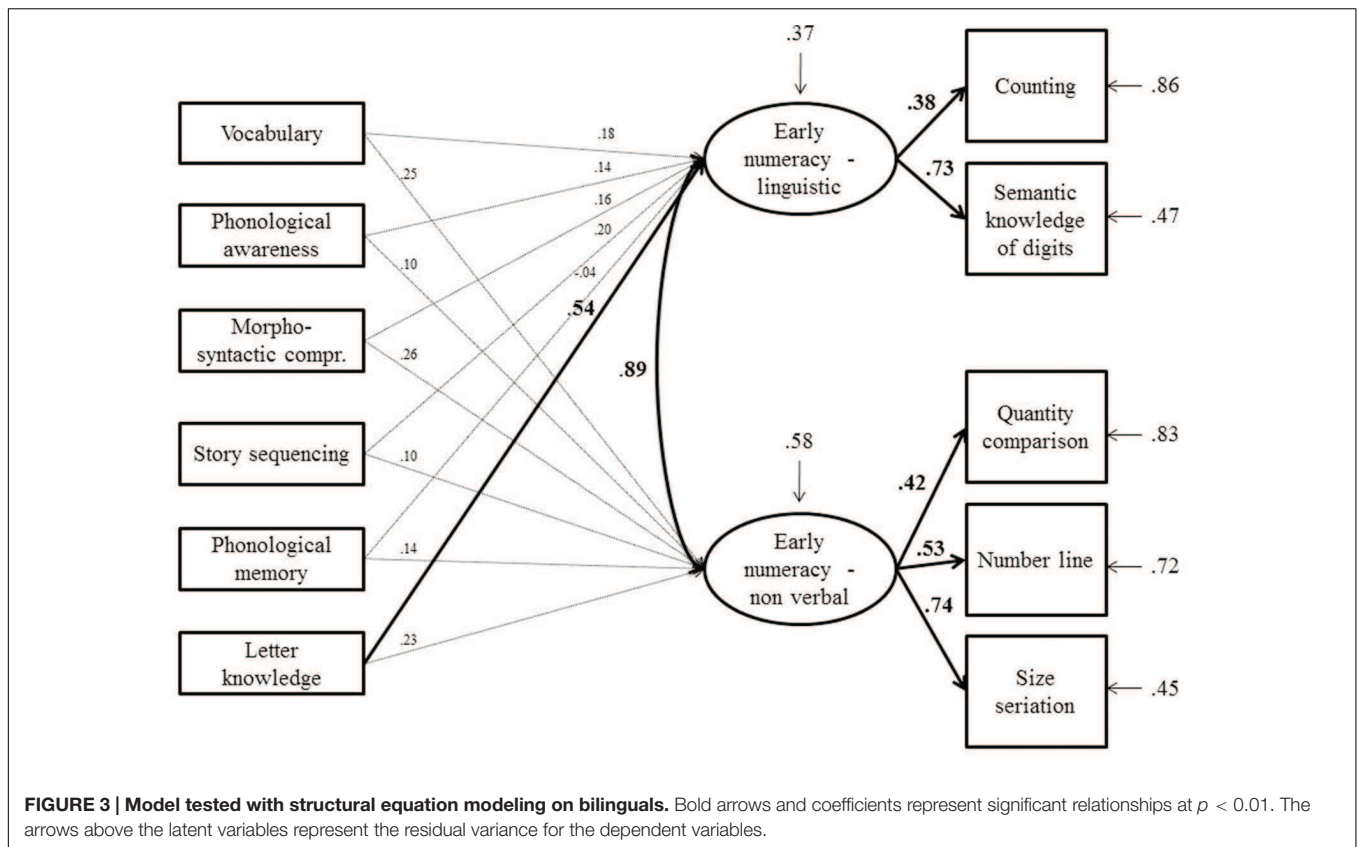 .37
Counting
.86
.38
Vocabulary
Early
numeracy -
linguistic
.18
.25
.14
.73
Semantic
knowledge
of digits
.47
Phonological
awareness
.16
.20
.10
-.04
.54
Morpho-
syntactic compr.
.26
.89
Quantity
comparison
.83
Story sequencing
.10
.58
.42
Phonological
memory
.14
Early
numeracy -
non verbal
.53
Number line
.72
.74
Letter
knowledge
.23
Size
seriation
.45
FIGURE 3 | Model tested with structural equation modeling on bilinguals. Bold arrows and coefficients represent significant relationships at p < 0.01. The
arrows above the latent variables represent the residual variance for the dependent variables.